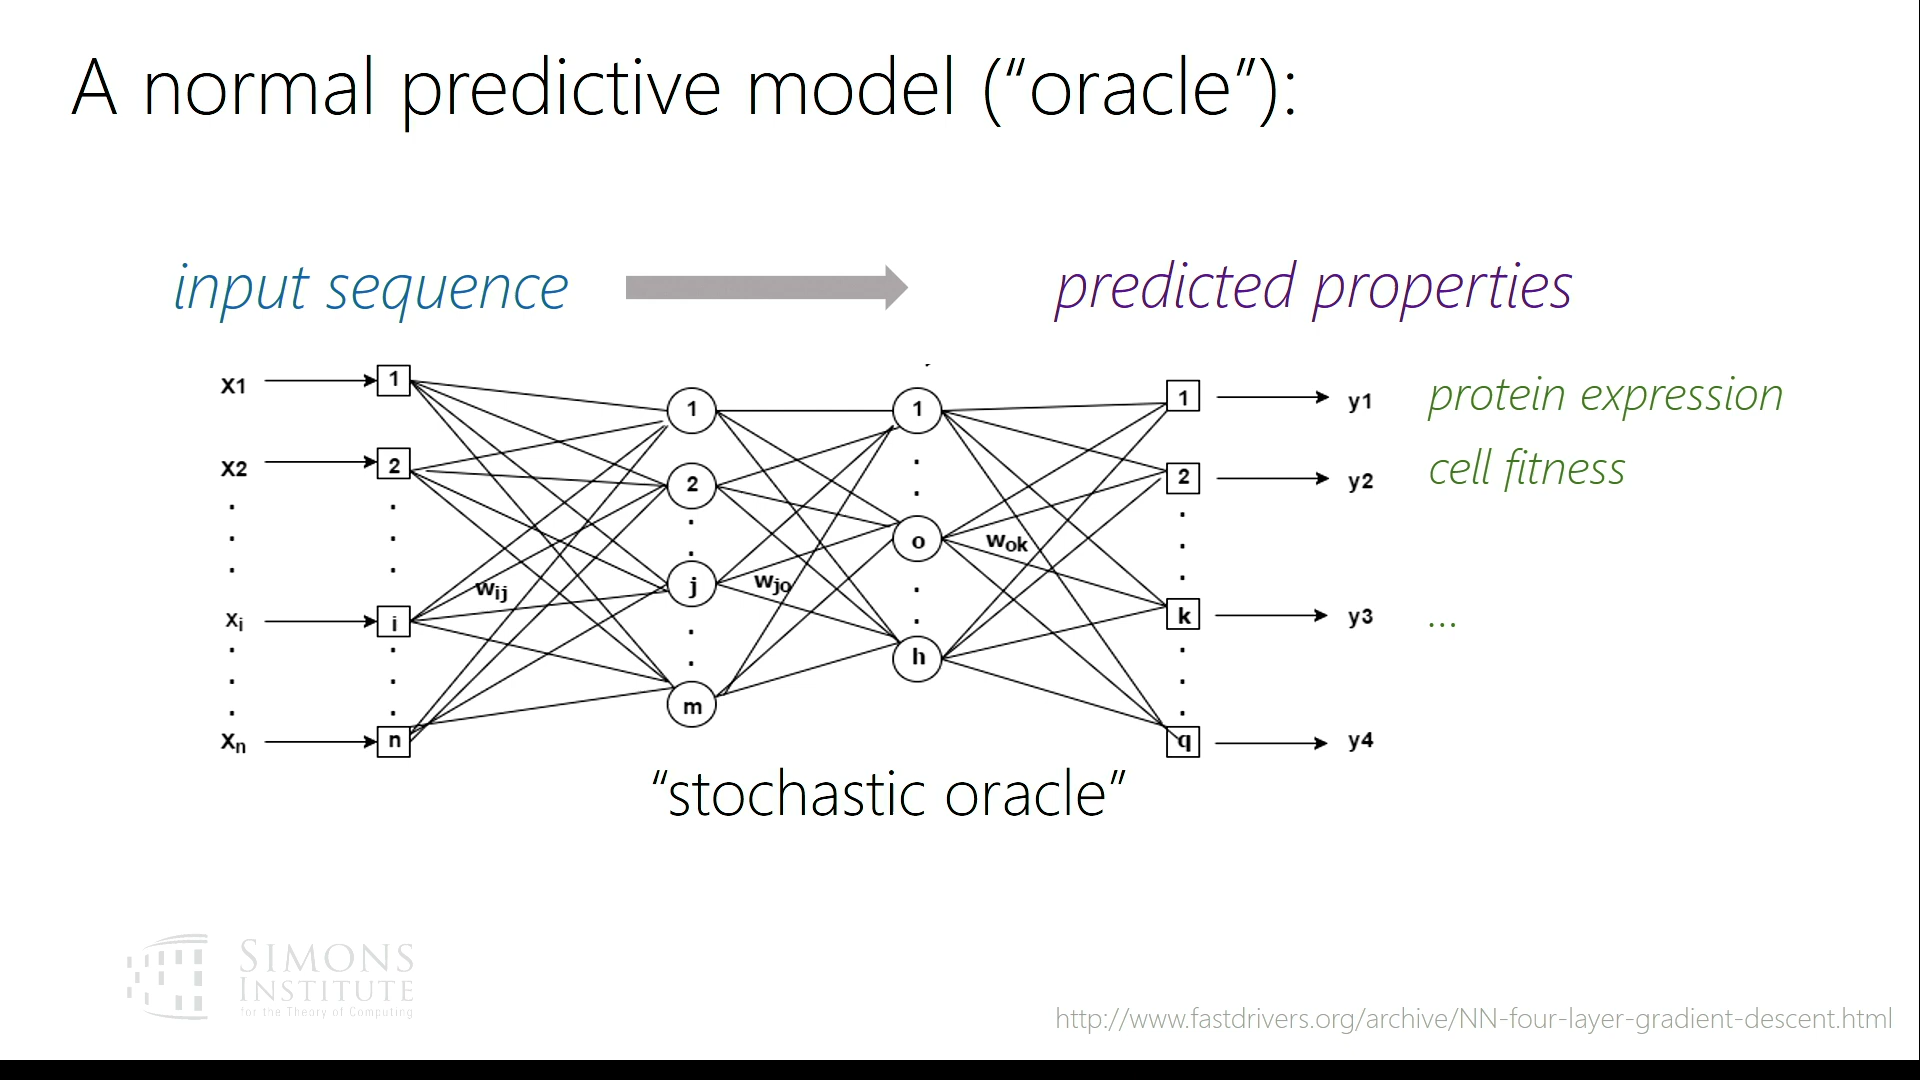 A normal predictive model (“oracle”):
input sequence
predicted properties
X1
1
1
1
1
y1
protein expression
X2
2
2
2
y2
cell fitness
o
wok
wij
j
wjo
xi
i
k
y3
...
h
m
Xn
n
q
y4
“stochastic oracle”
SIMONS
INSTITUTE
for the Theory of Computing
http://www.fastdrivers.org/archive/NN-four-layer-gradient-descent.html